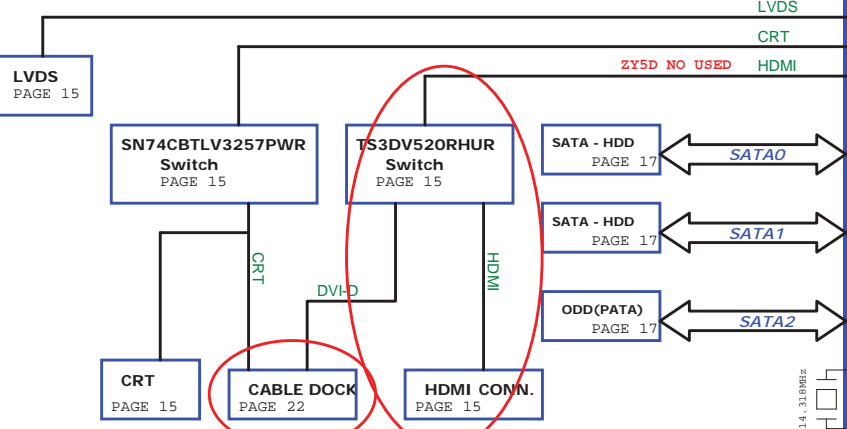 LVDS
CRT
ZY5D NO USED HDMI
LVDS
PAGE 15
SN74CBTLV3257PWR
Switch
PAGE 15
TS3DV520RHUR
Switch
PAGE 15
SATA - HDD
PAGE 17
SATA0
SATA - HDD
PAGE 17
SATA1
CRT
DVI-D
HDMI
ODD(PATA)
PAGE 17
SATA2
CRT
PAGE 15
CABLE DOCK
PAGE 22
HDMI CONN.
PAGE 15
14.318MHz